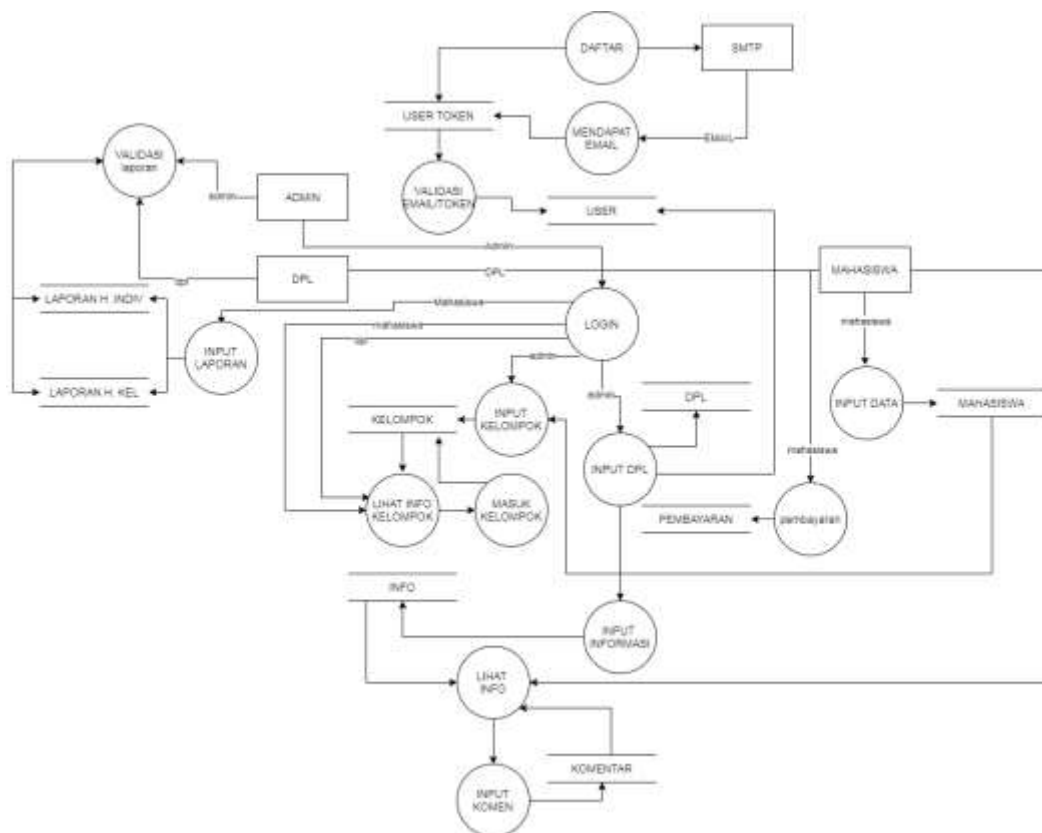 DAFTAR
SMTP
USER TOKEN
MENDAPAT
EMAIL
EMAIL
VALIDASI
laporan
admin
ADMIN
VALIDASI
EMAIL/TOKEN
USER
Admin
DPL
DPL
MAHASISWA
LAPORAN H. INDIV
Mahasiswa
mahasiswa
LOGIN
mahasiswa
INPUT
LAPORAN
admin
LAPORAN H. KEL
admin
DPL
INPUT DATA
MAHASISWA
KELOMPOK
INPUT
KELOMPOK
mahasiswa
INPUT DPL
LIHAT INFO
KELOMPOK
MASUK
KELOMPOK
PEMBAYARAN
pembayaran
INFO
INPUT
INFORMASI
LIHAT
INFO
KOMENTAR
INPUT
KOMEN